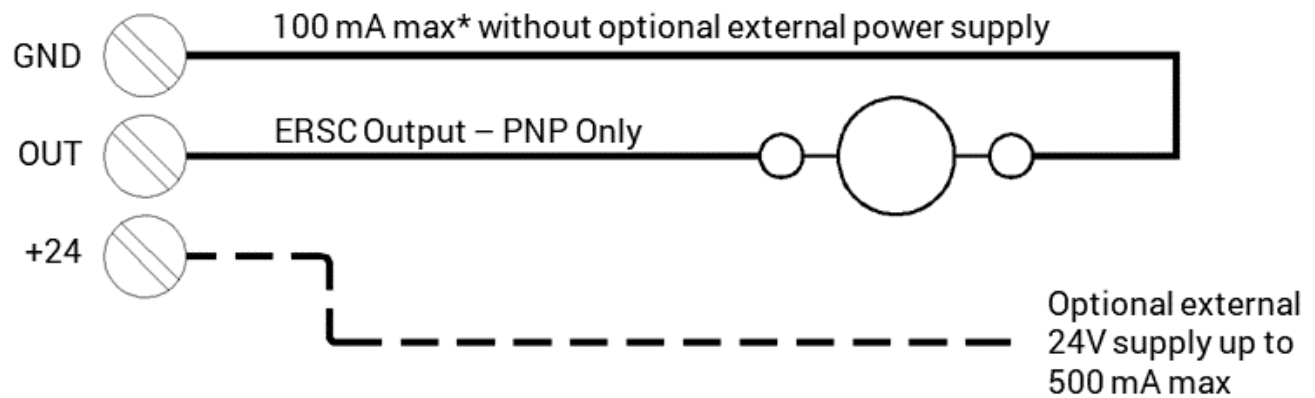 100 mA max* without optional external power supply
GND
ERSC Output – PNP Only
OUT
+24
Optional external
24V supply up to
500 mA max